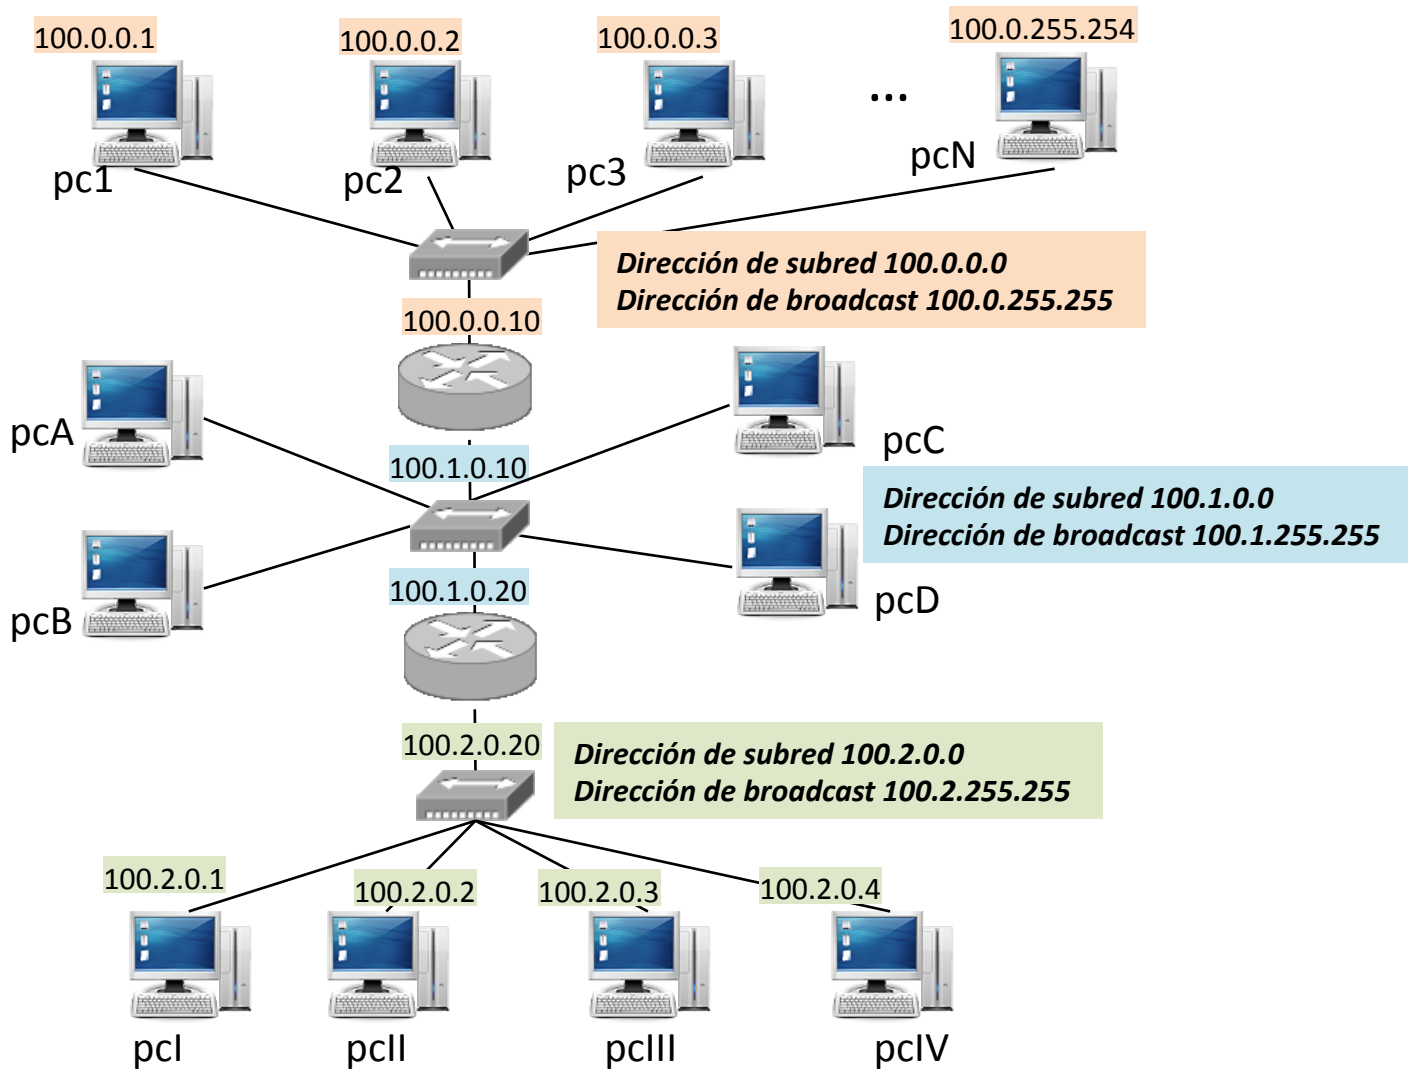 100.0.0.1
100.0.0.2
100.0.0.3
100.0.255.254
...
pc1
pc2
pc3
pcN
Dirección de subred 100.0.0.0
Dirección de broadcast 100.0.255.255
100.0.0.10
pcA
pcC
100.1.0.10
Dirección de subred 100.1.0.0
Dirección de broadcast 100.1.255.255
100.1.0.20
pcB
pcD
100.2.0.20
Dirección de subred 100.2.0.0
Dirección de broadcast 100.2.255.255
100.2.0.1
100.2.0.2
100.2.0.3
100.2.0.4
pcI
pcII
pcIII
pcIV